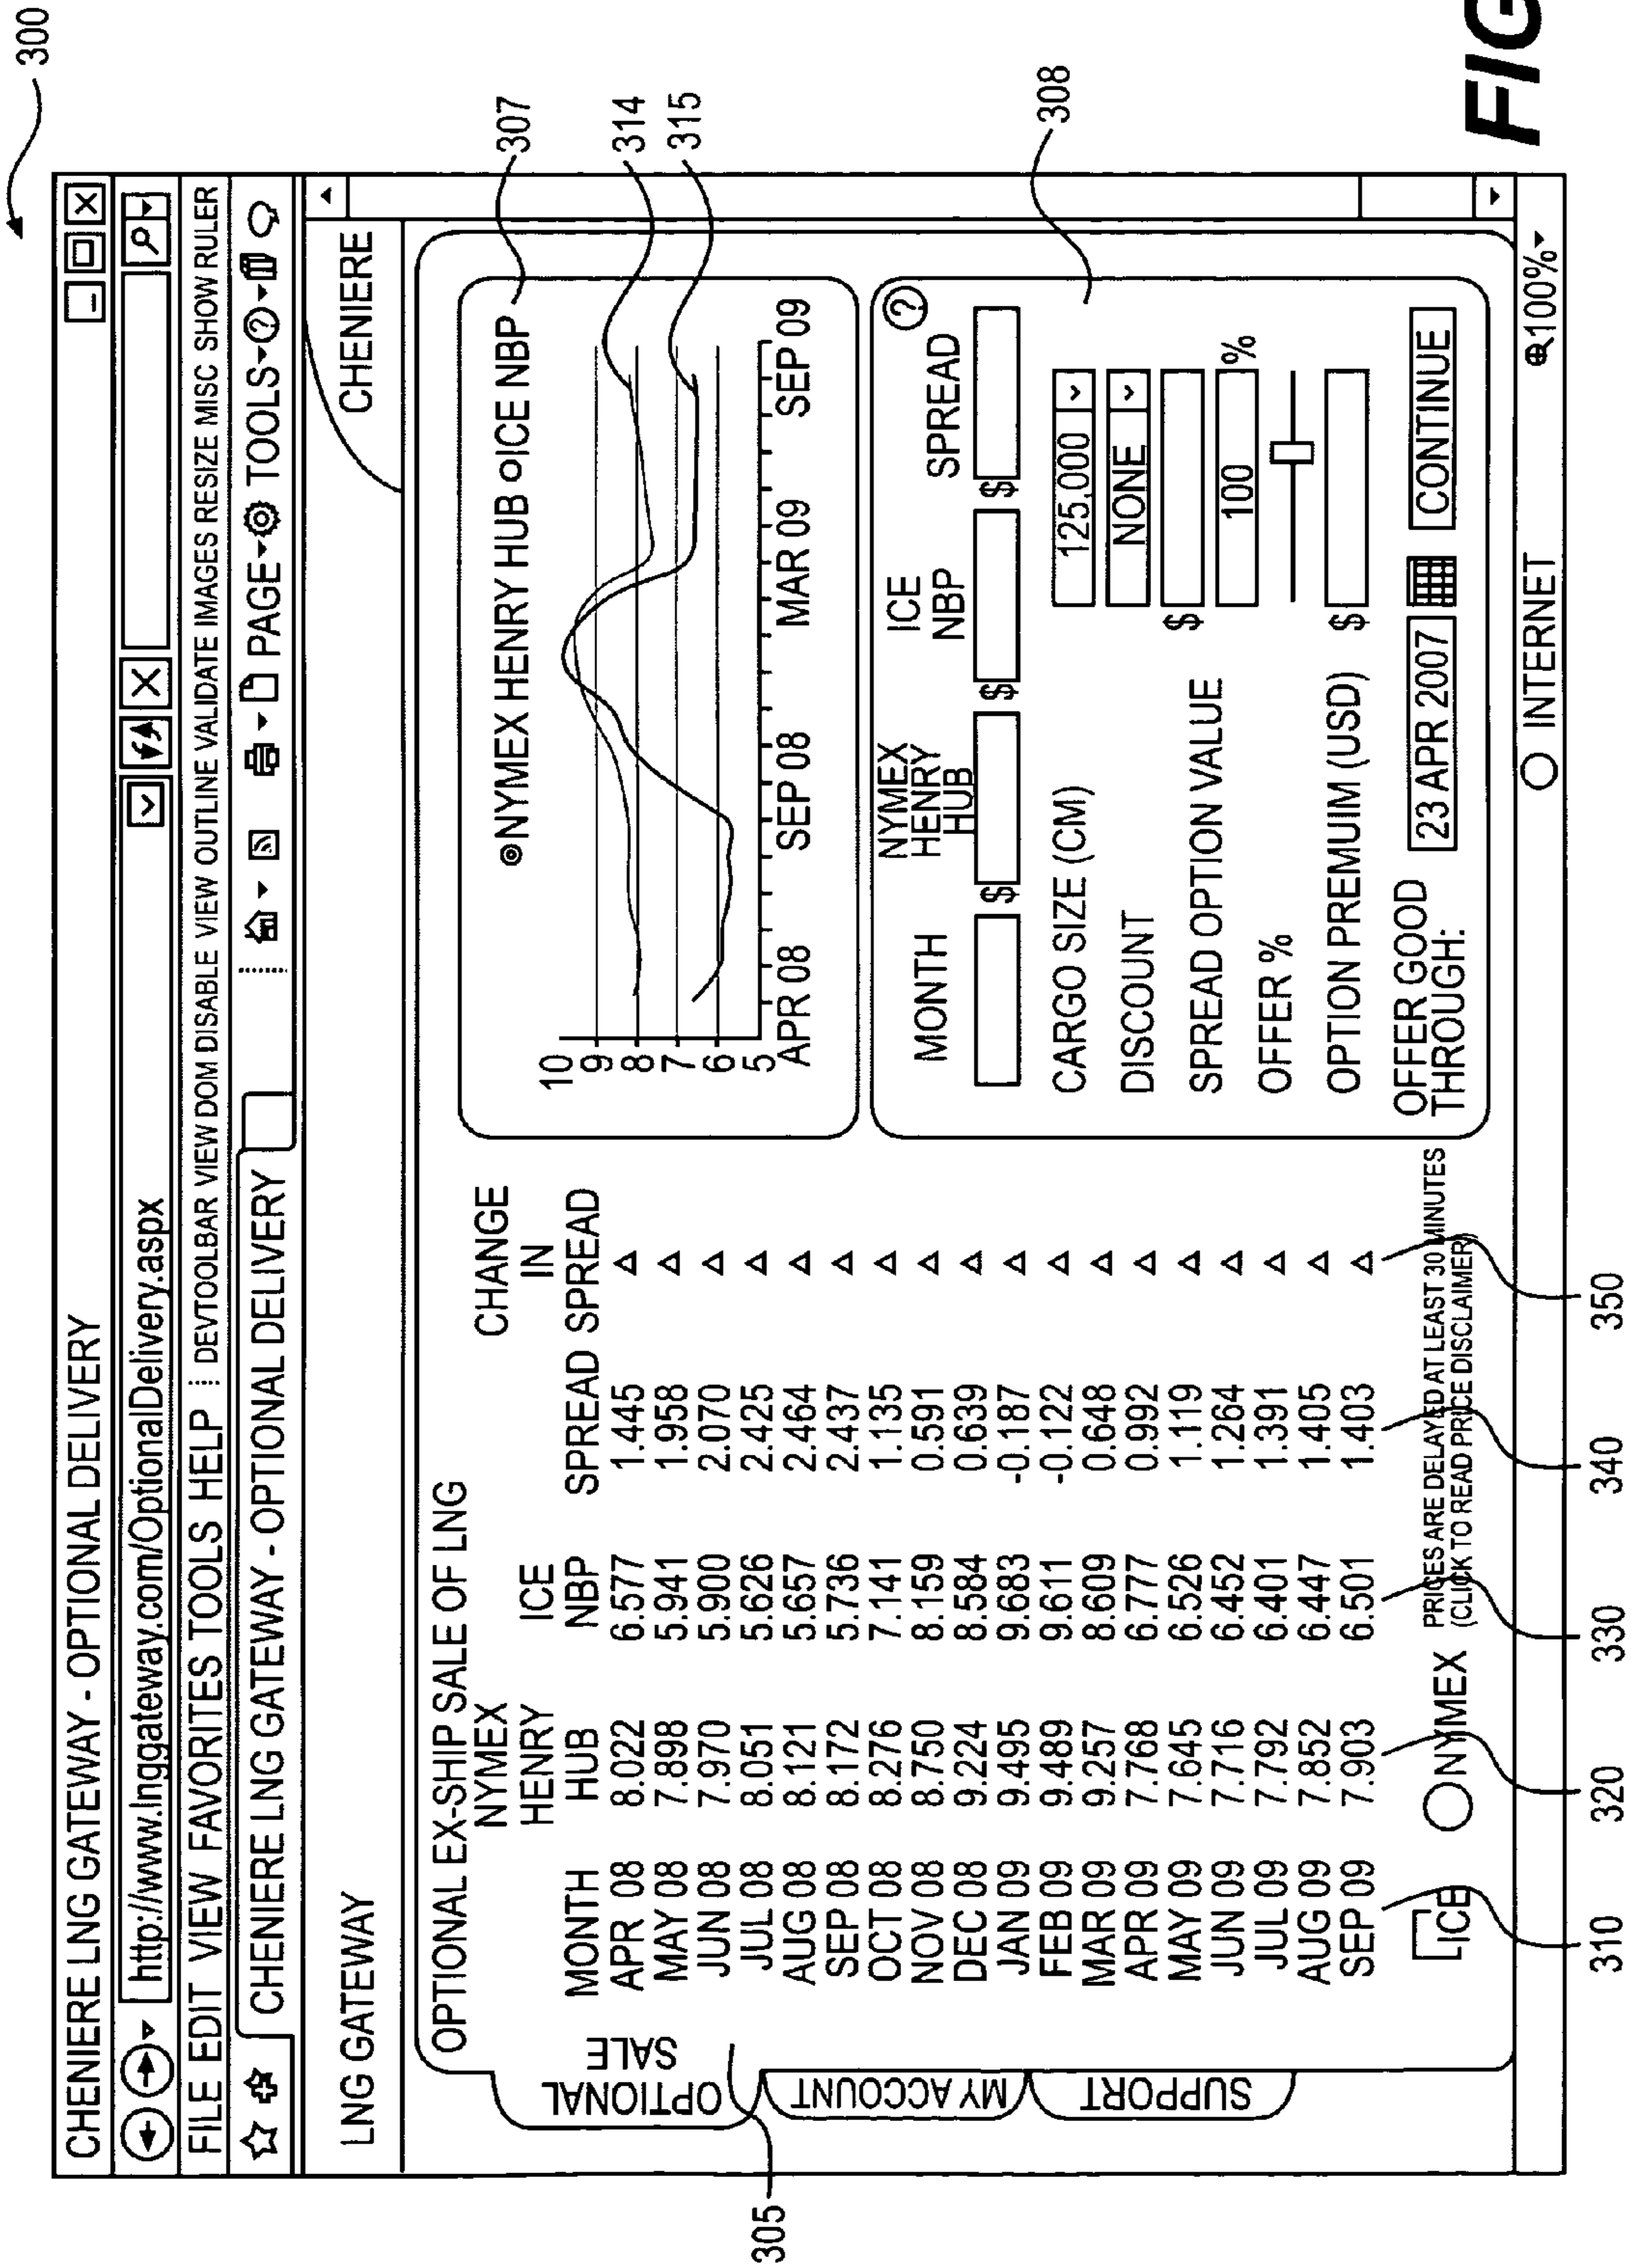 300
CHENIERE LNG GATEWAY - OPTIONAL DELIVERY
http://www.lnggateway.com/OptionalDelivery.aspx
FILE EDIT VIEW FAVORITES TOOLS HELP DEVTOOLBAR VIEW DOM DISABLE VIEW OUTLINE VALIDATE IMAGES RESIZE MISC SHOW RULER
CHENIERE LNG GATEWAY - OPTIONAL DELIVERY PAGE TOOLS
LNG GATEWAY CHENIERE
OPTIONAL SALE
MY ACCOUNT
SUPPORT
305
OPTIONAL EX-SHIP SALE OF LNG
MONTH NYMEX HENRY HUB ICE NBP SPREAD CHANGE IN SPREAD
APR 08 8.022 6.577 1.445
MAY 08 7.898 5.941 1.958
JUN 08 7.970 5.900 2.070
JUL 08 8.051 5.626 2.425
AUG 08 8.121 5.657 2.464
SEP 08 8.172 5.736 2.437
OCT 08 8.276 7.141 1.135
NOV 08 8.750 8.159 0.591
DEC 08 9.224 8.584 0.639
JAN 09 9.495 9.683 -0.187
FEB 09 9.489 9.611 -0.122
MAR 09 9.257 8.609 0.648
APR 09 7.768 6.777 0.992
MAY 09 7.645 6.526 1.119
JUN 09 7.716 6.452 1.264
JUL 09 7.792 6.401 1.391
AUG 09 7.852 6.447 1.405
SEP 09 7.903 6.501 1.403
ICE NYMEX PRICES ARE DELAYED AT LEAST 30 MINUTES
(CLICK TO READ PRICE DISCLAIMER)
310 320 330 340 350
NYMEX HENRY HUB ICE NBP
307
314
315
10
9
8
7
6
5
APR 08 SEP 08 MAR 09 SEP 09
308
MONTH NYMEX HENRY HUB ICE NBP SPREAD
$ $ $
CARGO SIZE (CM) 125,000
DISCOUNT NONE
SPREAD OPTION VALUE $
OFFER % 100 %
OPTION PREMUIM (USD) $
OFFER GOOD THROUGH: 23 APR 2007 CONTINUE
INTERNET 100%
FIG